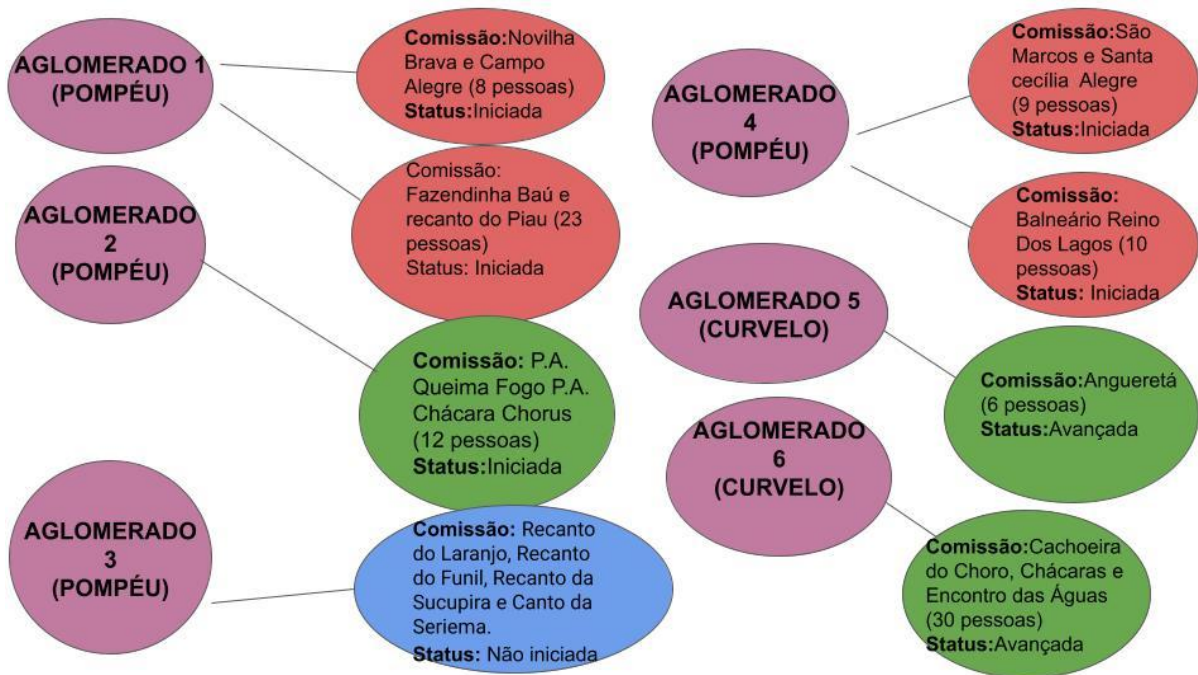 AGLOMERADO 1
(POMPÉU)
Comissão:Novilha
Brava e Campo
Alegre (8 pessoas)
Status:Iniciada
Comissão:
Fazendinha Baú e
recanto do Piau (23
pessoas)
Status: Iniciada
AGLOMERADO
2
(POMPÉU)
Comissão: P.A.
Queima Fogo P.A.
Chácara Chorus
(12 pessoas)
Status:Iniciada
AGLOMERADO
3
(POMPÉU)
Comissão: Recanto
do Laranjo, Recanto
do Funil, Recanto da
Sucupira e Canto da
Seriema.
Status: Não iniciada
AGLOMERADO
4
(POMPÉU)
Comissão:São
Marcos e Santa
cecília Alegre
(9 pessoas)
Status:Iniciada
Comissão:
Balneário Reino
Dos Lagos (10
pessoas)
Status: Iniciada
AGLOMERADO 5
(CURVELO)
Comissão:Angueretá
(6 pessoas)
Status:Avançada
AGLOMERADO
6
(CURVELO)
Comissão:Cachoeira
do Choro, Chácaras e
Encontro das Águas
(30 pessoas)
Status:Avançada